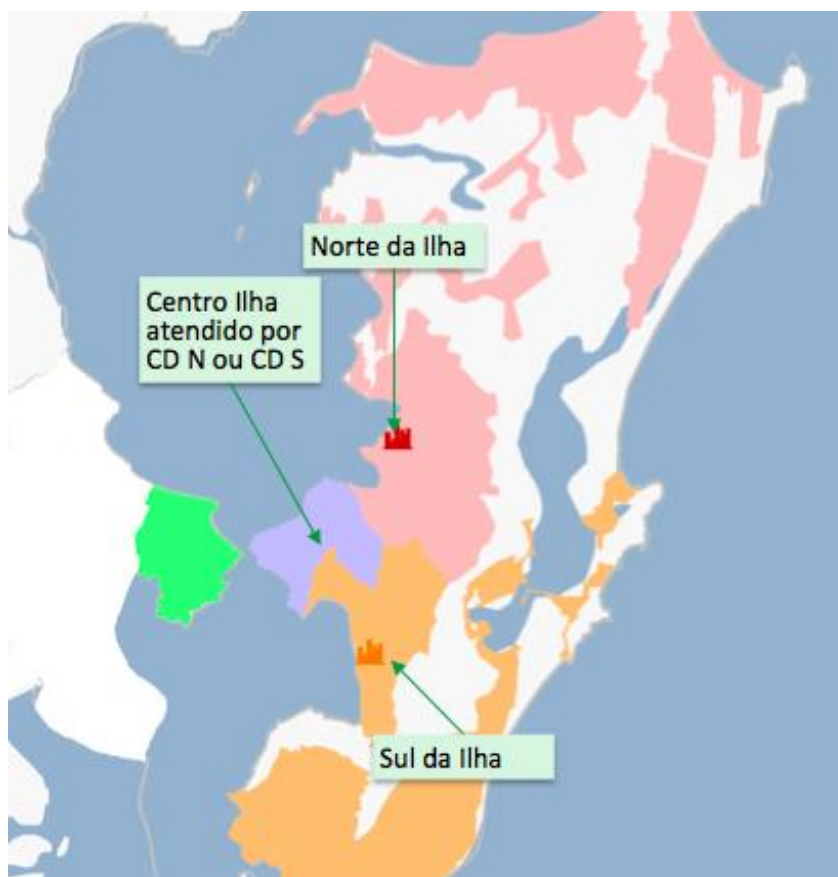 Norte da Ilha
Centro Ilha
atendido por
CD N ou CD S
Sul da Ilha